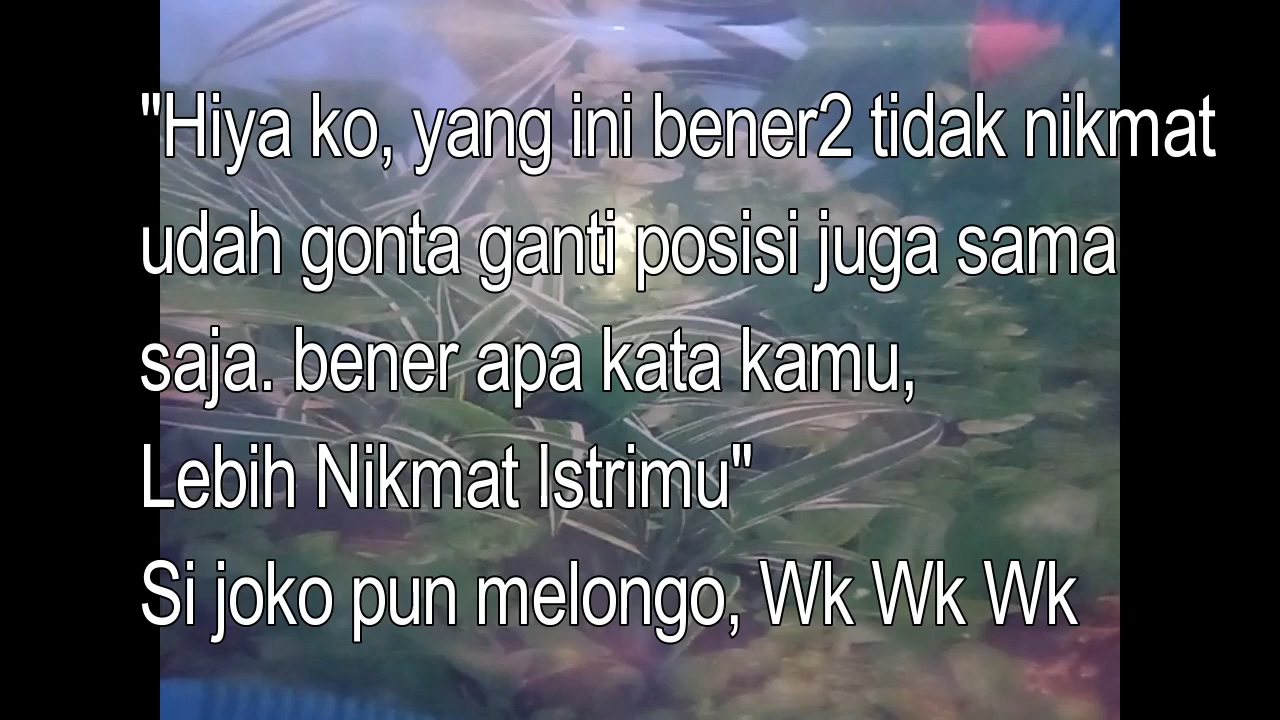 "Hiya ko, yang ini bener2 tidak nikmat
udah gonta ganti posisi juga sama
saja. bener apa kata kamu,
Lebih Nikmat Istrimu"
Si joko pun melongo, Wk Wk Wk